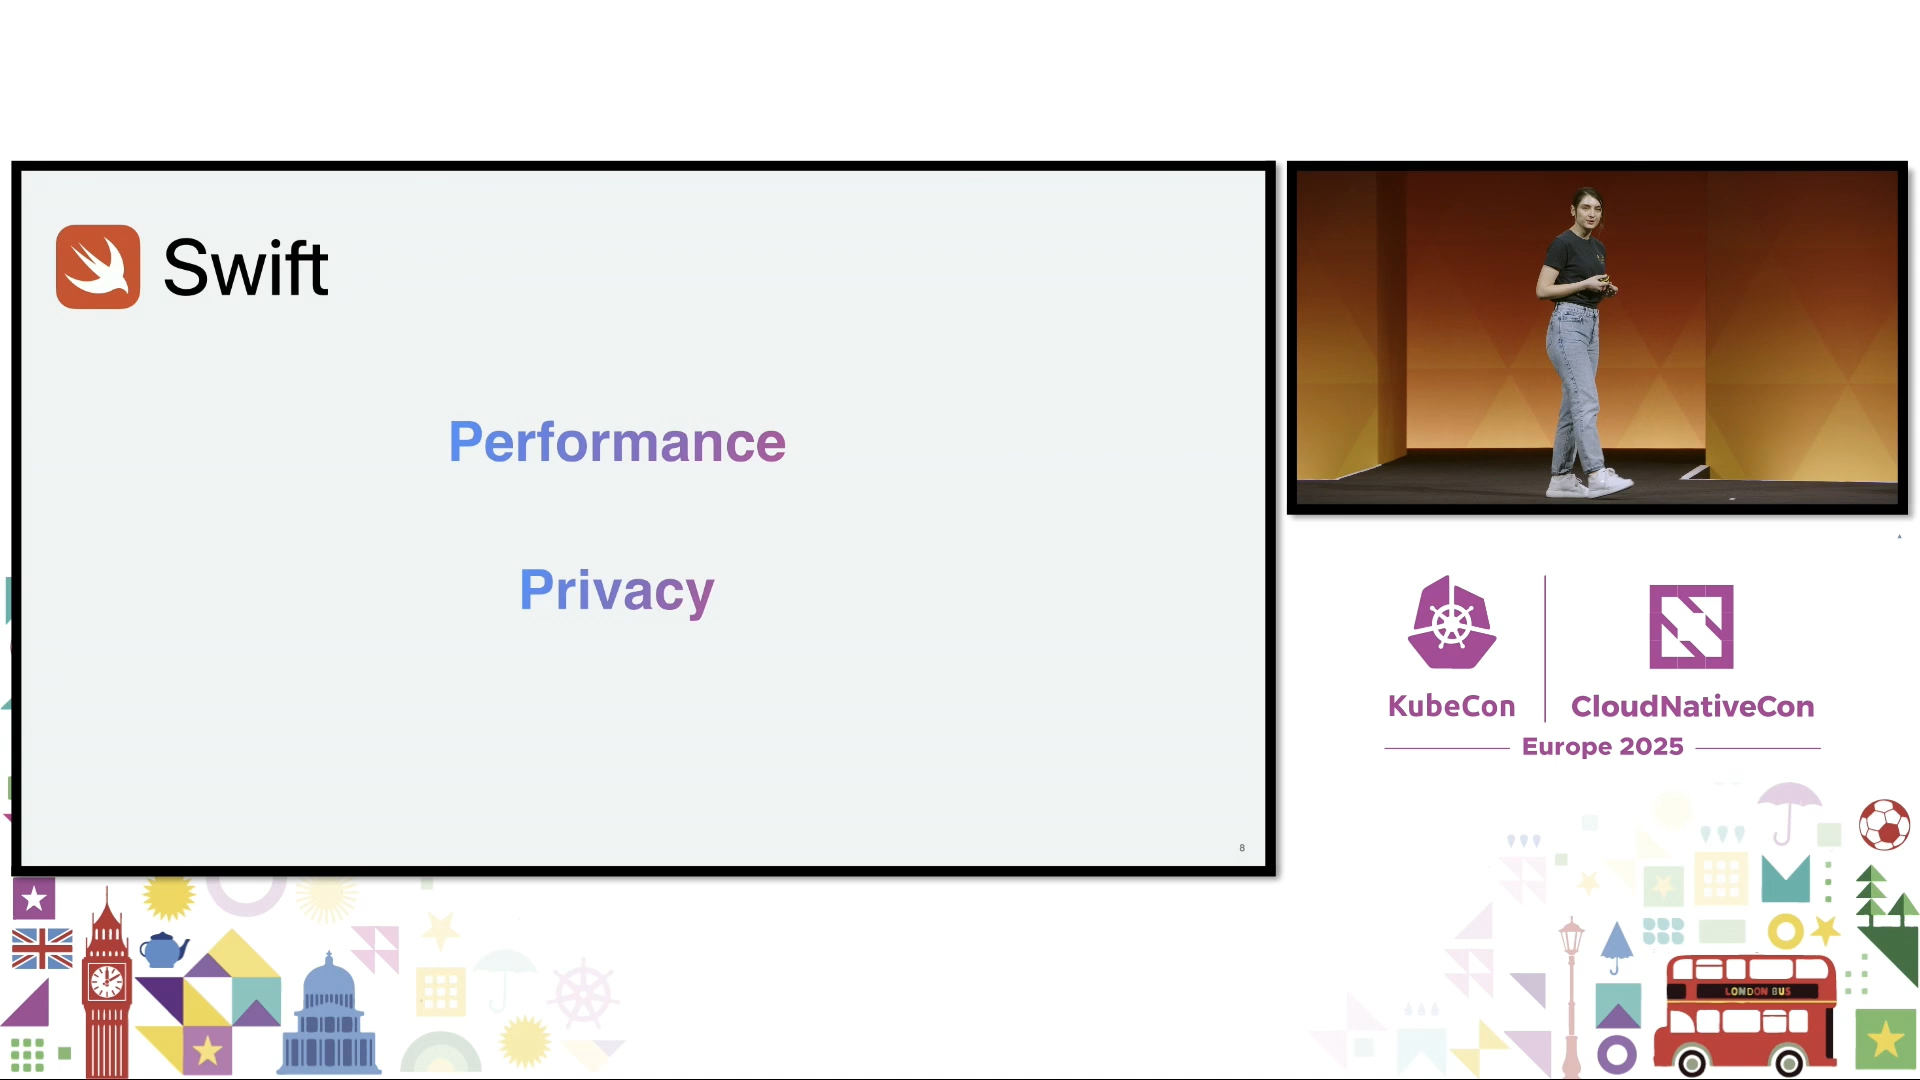 Swift
Performance
Privacy
8
KubeCon
CloudNativeCon
Europe 2025
LONDON BUS